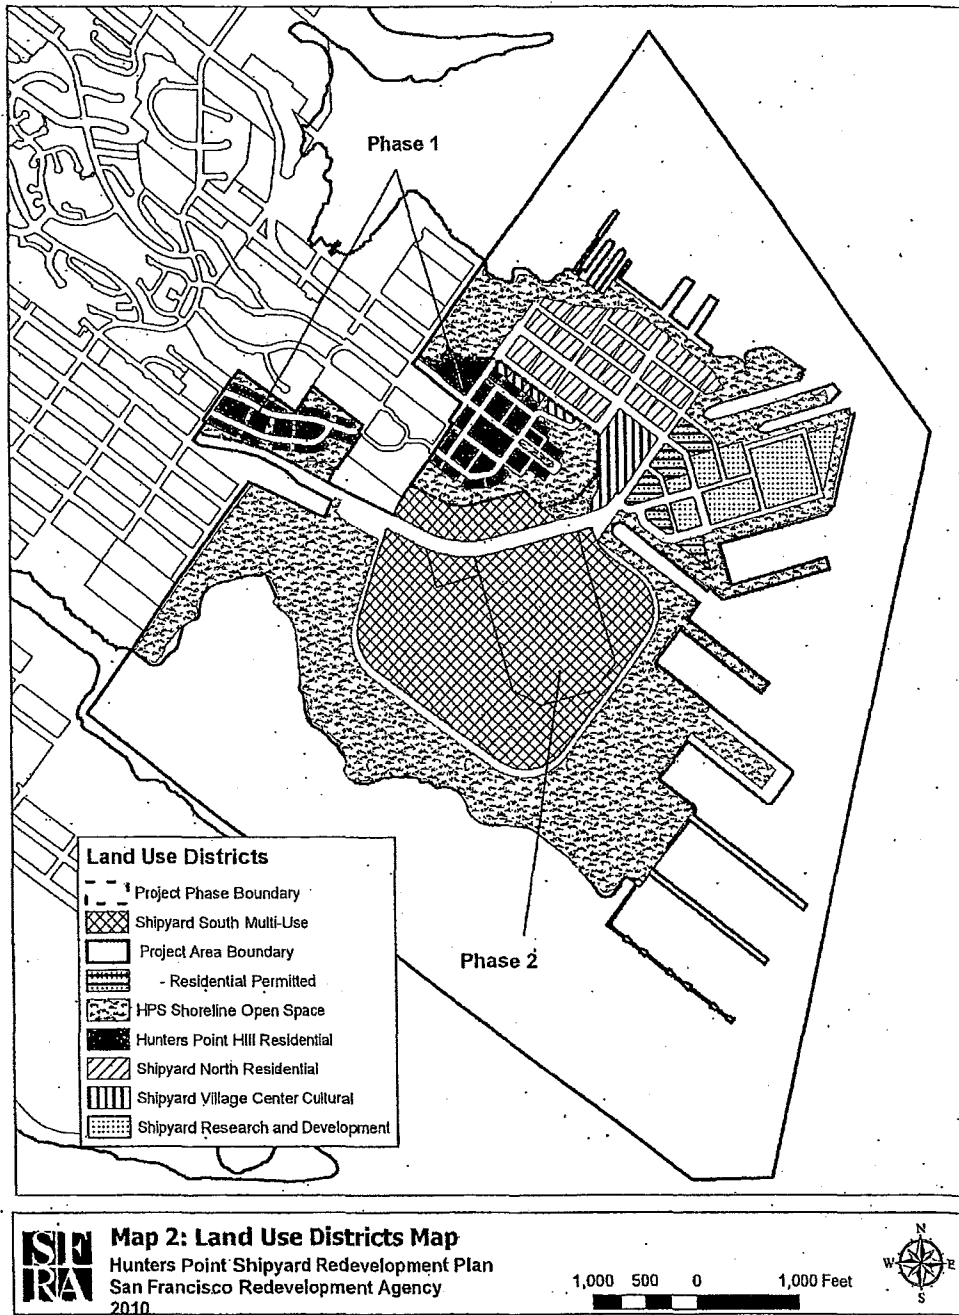 Phase 1
Phase 2
Land Use Districts
Project Phase Boundary
Shipyard South Multi-Use
Project Area Boundary
- Residential Permitted
HPS Shoreline Open Space
Hunters Point Hill Residential
Shipyard North Residential
Shipyard Village Center Cultural
Shipyard Research and Development
SF
RA
Map 2: Land Use Districts Map
Hunters Point Shipyard Redevelopment Plan
San Francisco Redevelopment Agency
2010
1,000 500 0 1,000 Feet
N
W E
S